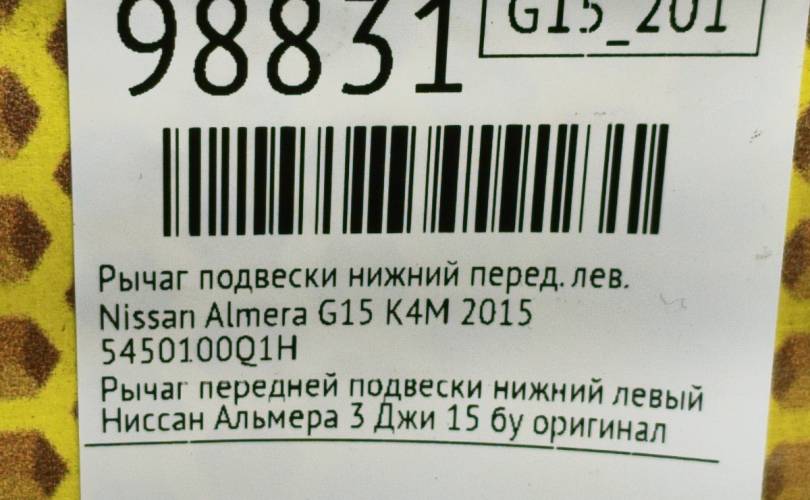 98831
G15_201
Рычаг подвески нижний перед. лев.
Nissan Almera G15 K4M 2015
5450100Q1H
Рычаг передней подвески нижний левый
Ниссан Альмера 3 Джи 15 бу оригинал